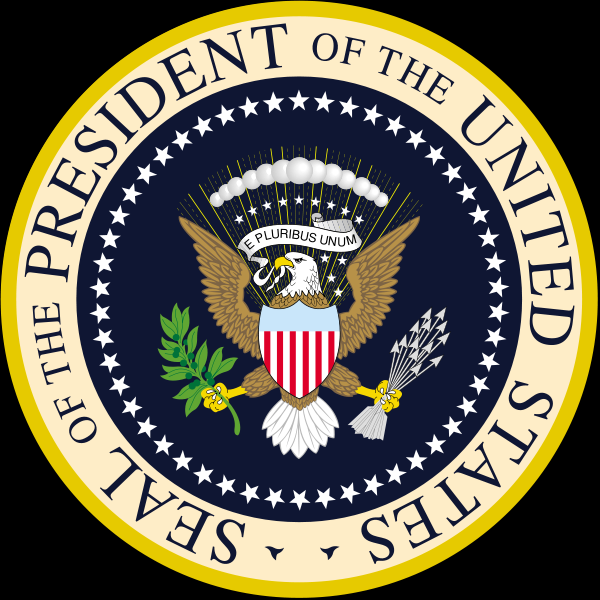 SEAL OF THE PRESIDENT OF THE UNITED STATES
E PLURIBUS UNUM